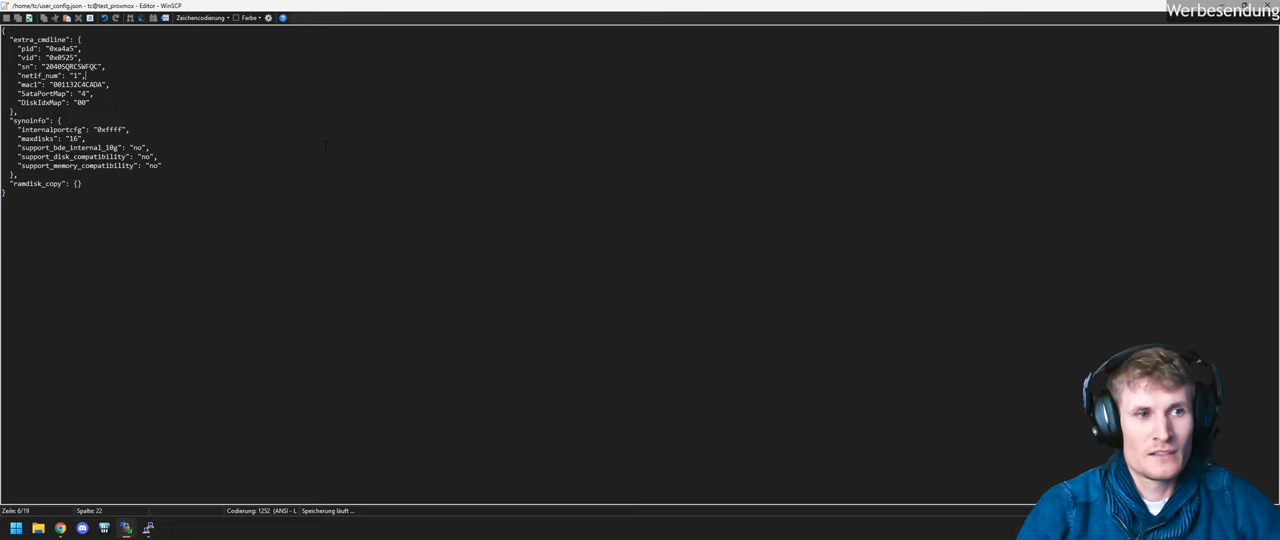 /home/tc/user_config.json - tc@test_proxmox - Editor - WinSCP
Werbesendung
Zeichencodierung
Farbe
{
"extra_cmdline": {
"pid": "0xa4a5",
"vid": "0x0525",
"sn": "2040SQRCSWFQC",
"netif_num": "1",
"mac1": "001132C4CADA",
"SataPortMap": "4",
"DiskIdxMap": "00"
},
"synoinfo": {
"internalportcfg": "0xffff",
"maxdisks": "16",
"support_bde_internal_10g": "no",
"support_disk_compatibility": "no",
"support_memory_compatibility": "no"
},
"ramdisk_copy": {}
}
Zeile: 6/19
Spalte: 22
Codierung: 1252 (ANSI - L
Speicherung läuft ...